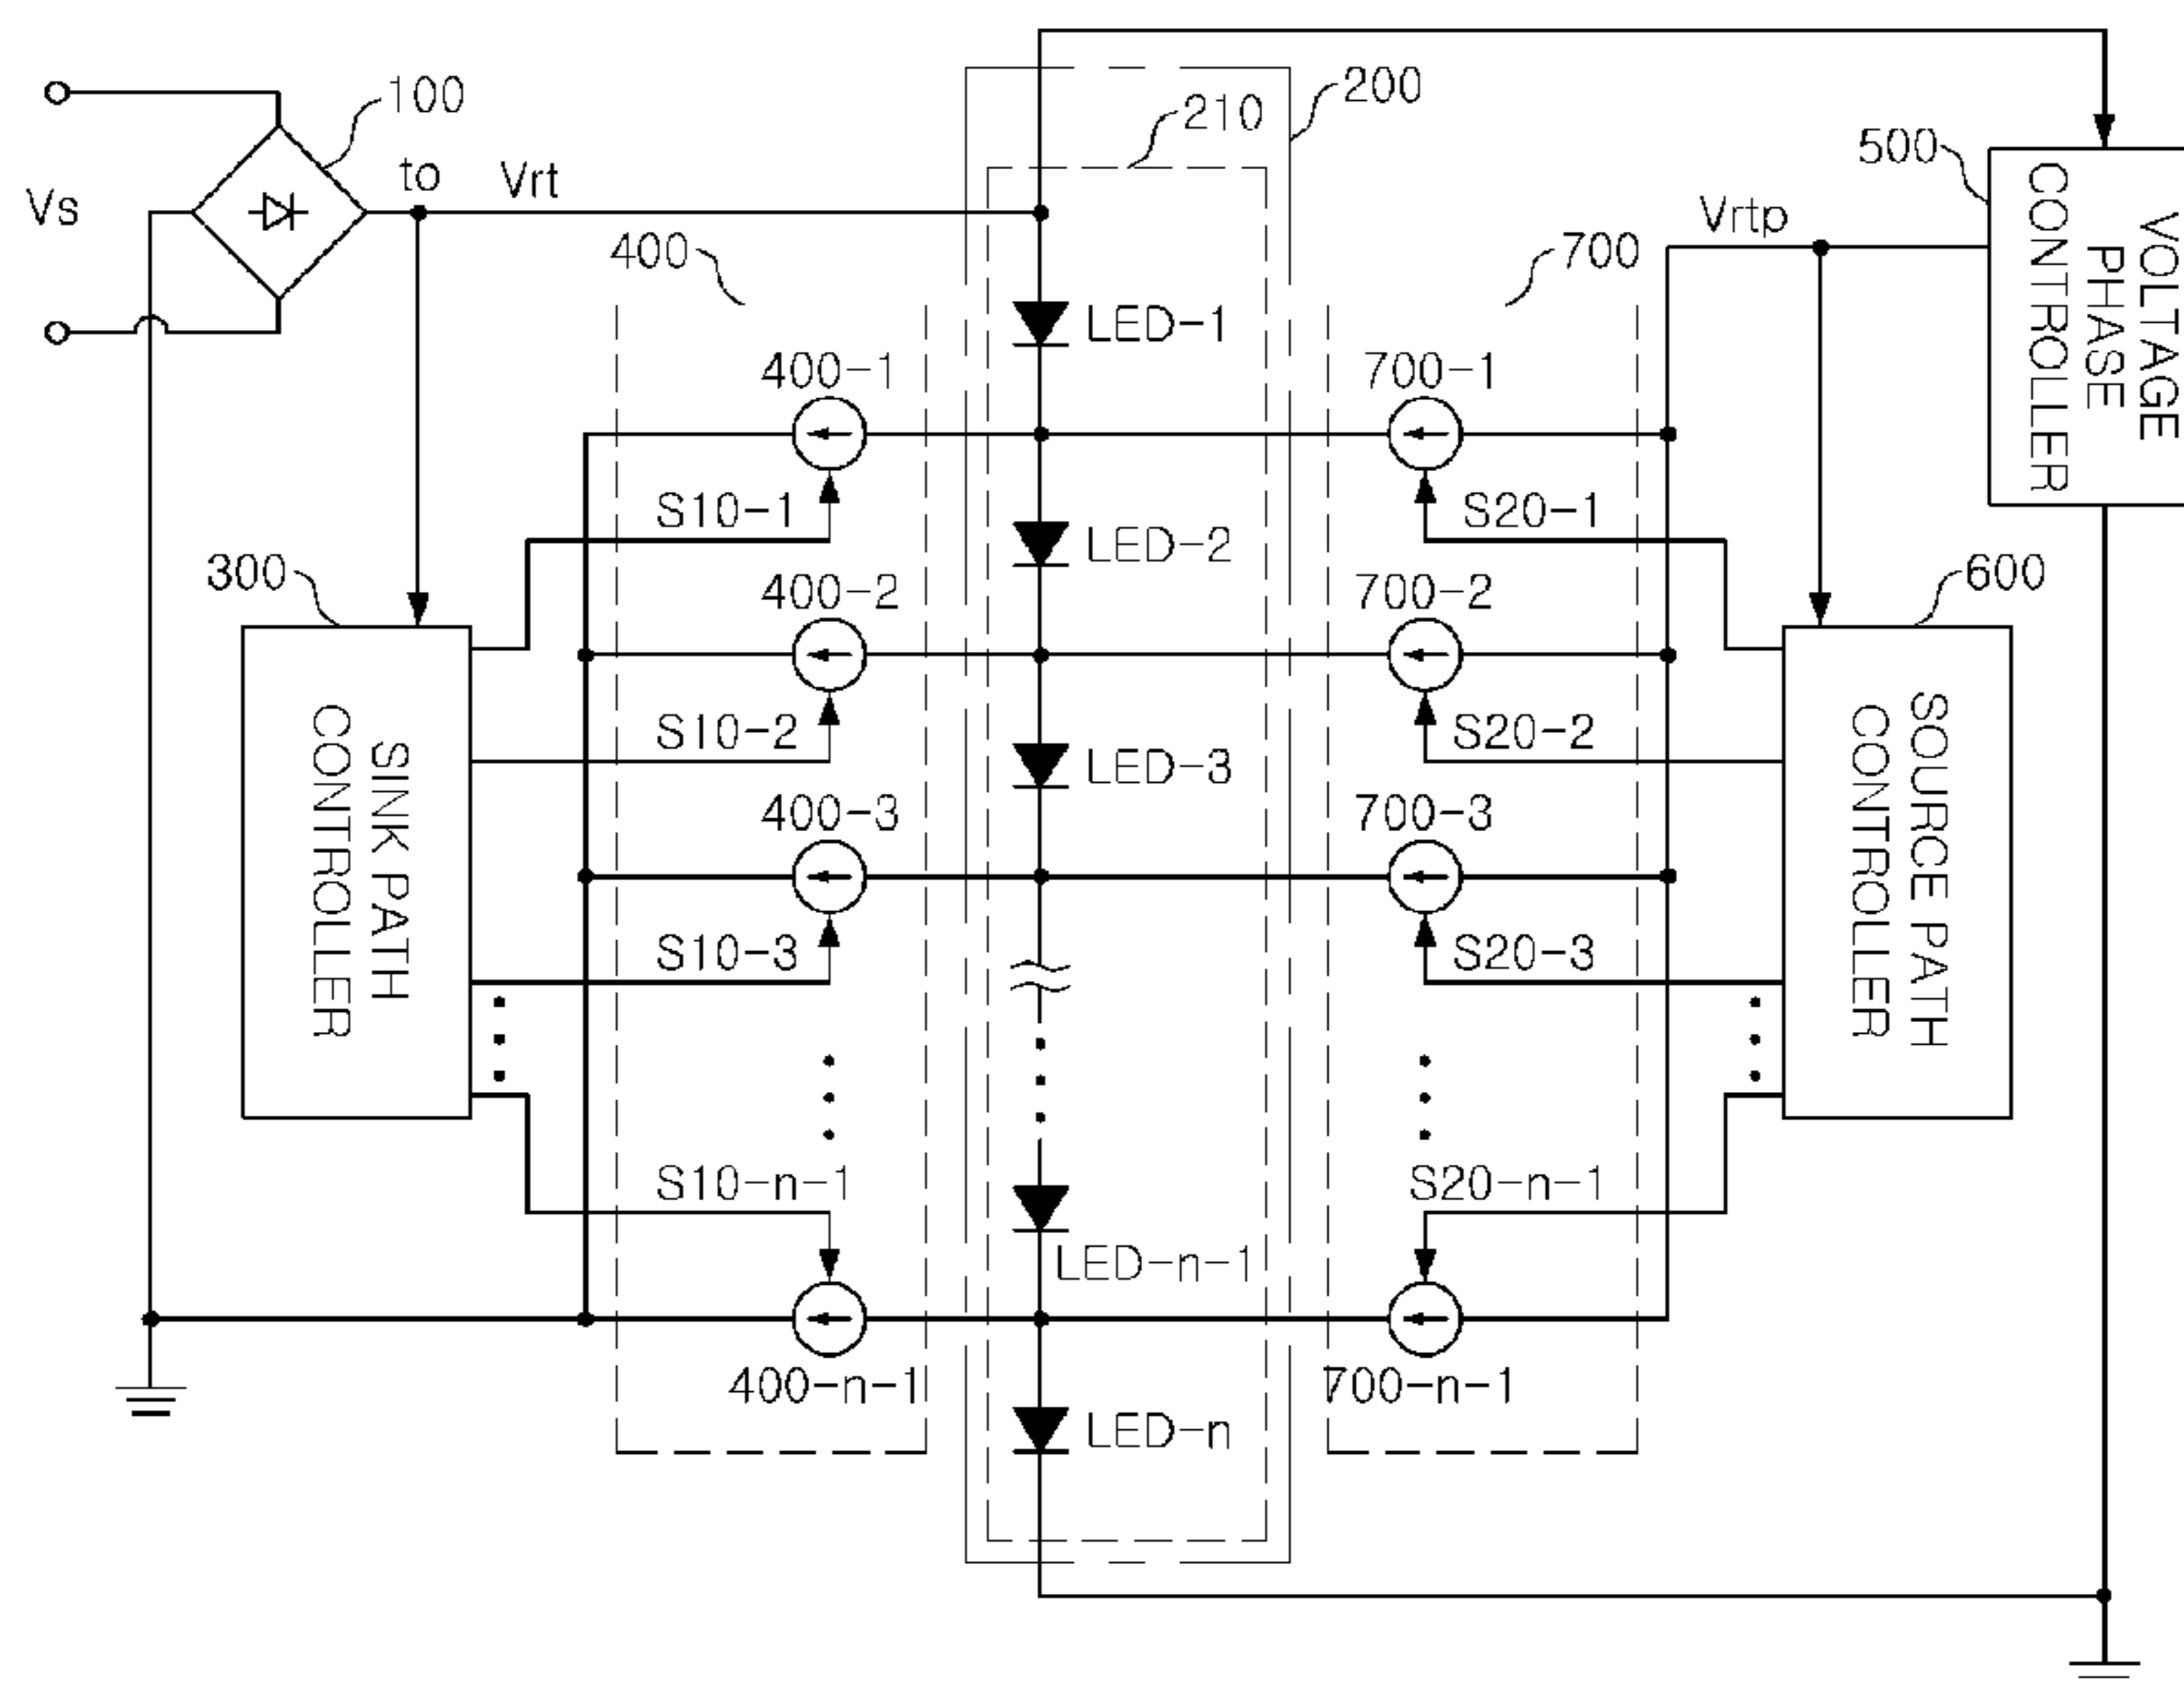 Vs
100
to
Vrt
210
200
500
VOLTAGE
PHASE
CONTROLLER
Vrtp
400
700
LED-1
400-1
700-1
S10-1
S20-1
LED-2
300
600
400-2
700-2
S10-2
S20-2
LED-3
SINK PATH
CONTROLLER
SOURCE PATH
CONTROLLER
400-3
700-3
S10-3
S20-3
S10-n-1
S20-n-1
LED-n-1
400-n-1
700-n-1
LED-n